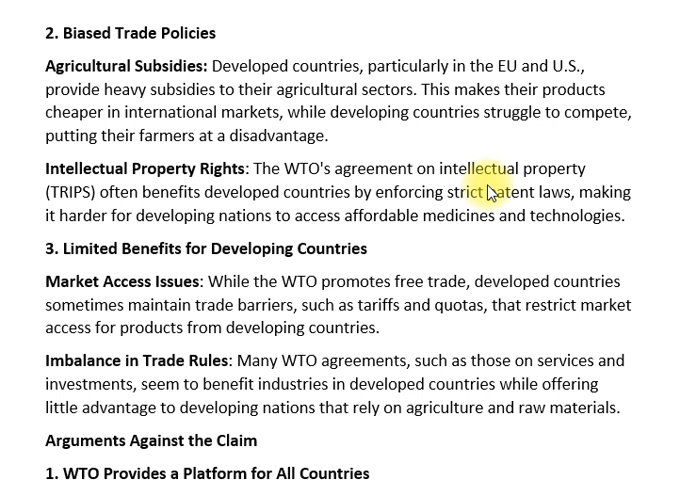 2. Biased Trade Policies
Agricultural Subsidies: Developed countries, particularly in the EU and U.S.,
provide heavy subsidies to their agricultural sectors. This makes their products
cheaper in international markets, while developing countries struggle to compete,
putting their farmers at a disadvantage.
Intellectual Property Rights: The WTO's agreement on intellectual property
(TRIPS) often benefits developed countries by enforcing strict patent laws, making
it harder for developing nations to access affordable medicines and technologies.
3. Limited Benefits for Developing Countries
Market Access Issues: While the WTO promotes free trade, developed countries
sometimes maintain trade barriers, such as tariffs and quotas, that restrict market
access for products from developing countries.
Imbalance in Trade Rules: Many WTO agreements, such as those on services and
investments, seem to benefit industries in developed countries while offering
little advantage to developing nations that rely on agriculture and raw materials.
Arguments Against the Claim
1. WTO Provides a Platform for All Countries